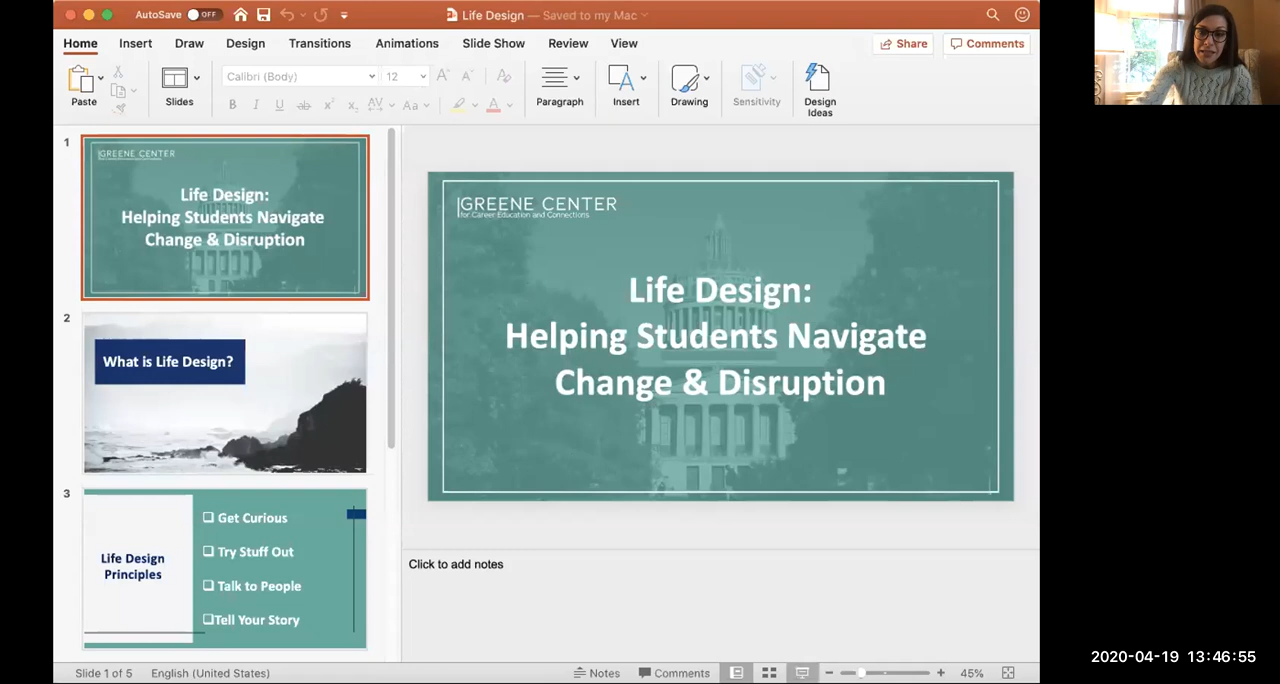 AutoSave OFF
Life Design — Saved to my Mac
Home Insert Draw Design Transitions Animations Slide Show Review View Share Comments
Paste
Slides
Calibri (Body) 12
B I U ab x² x₂ AV Aa A
Paragraph
Insert
Drawing
Sensitivity
Design
Ideas
1
GREENE CENTER
Life Design:
Helping Students Navigate
Change & Disruption
2
What is Life Design?
3
Life Design
Principles
Get Curious
Try Stuff Out
Talk to People
Tell Your Story
GREENE CENTER
for Career Education and Connections
Life Design:
Helping Students Navigate
Change & Disruption
Click to add notes
2020-04-19 13:46:55
Slide 1 of 5 English (United States) Notes Comments 45%